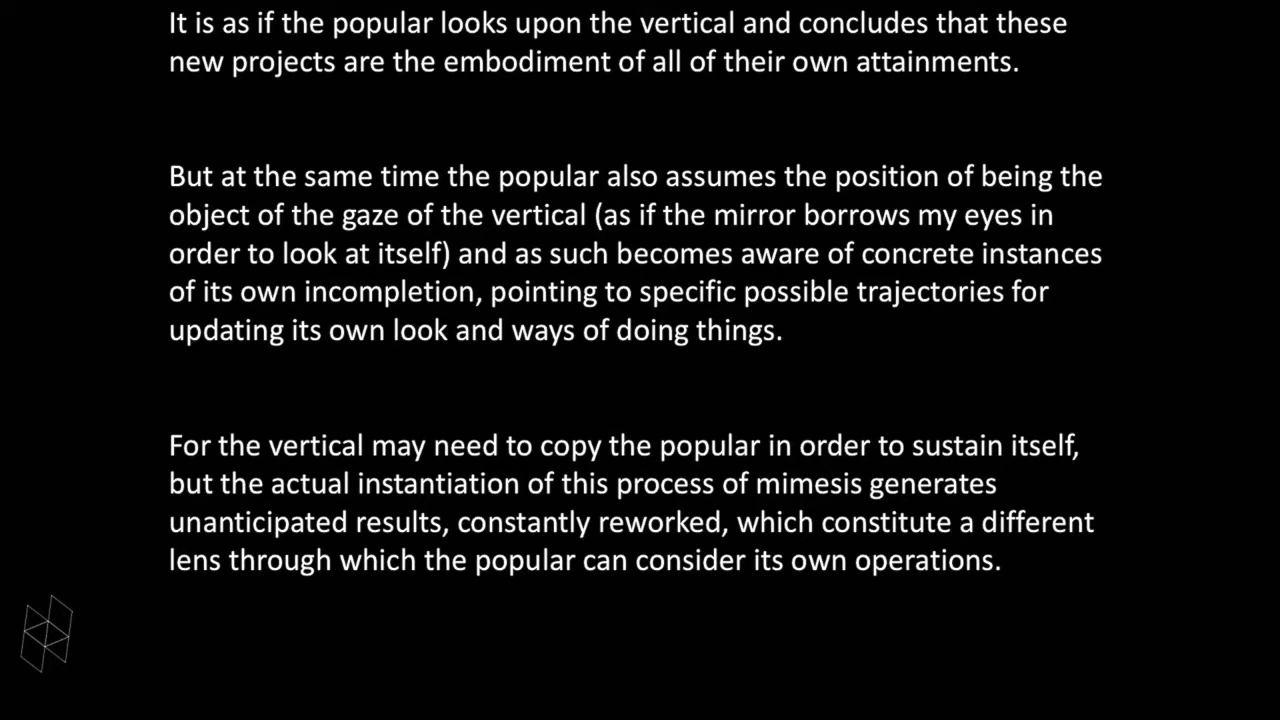 It is as if the popular looks upon the vertical and concludes that these
new projects are the embodiment of all of their own attainments.
But at the same time the popular also assumes the position of being the
object of the gaze of the vertical (as if the mirror borrows my eyes in
order to look at itself) and as such becomes aware of concrete instances
of its own incompletion, pointing to specific possible trajectories for
updating its own look and ways of doing things.
For the vertical may need to copy the popular in order to sustain itself,
but the actual instantiation of this process of mimesis generates
unanticipated results, constantly reworked, which constitute a different
lens through which the popular can consider its own operations.